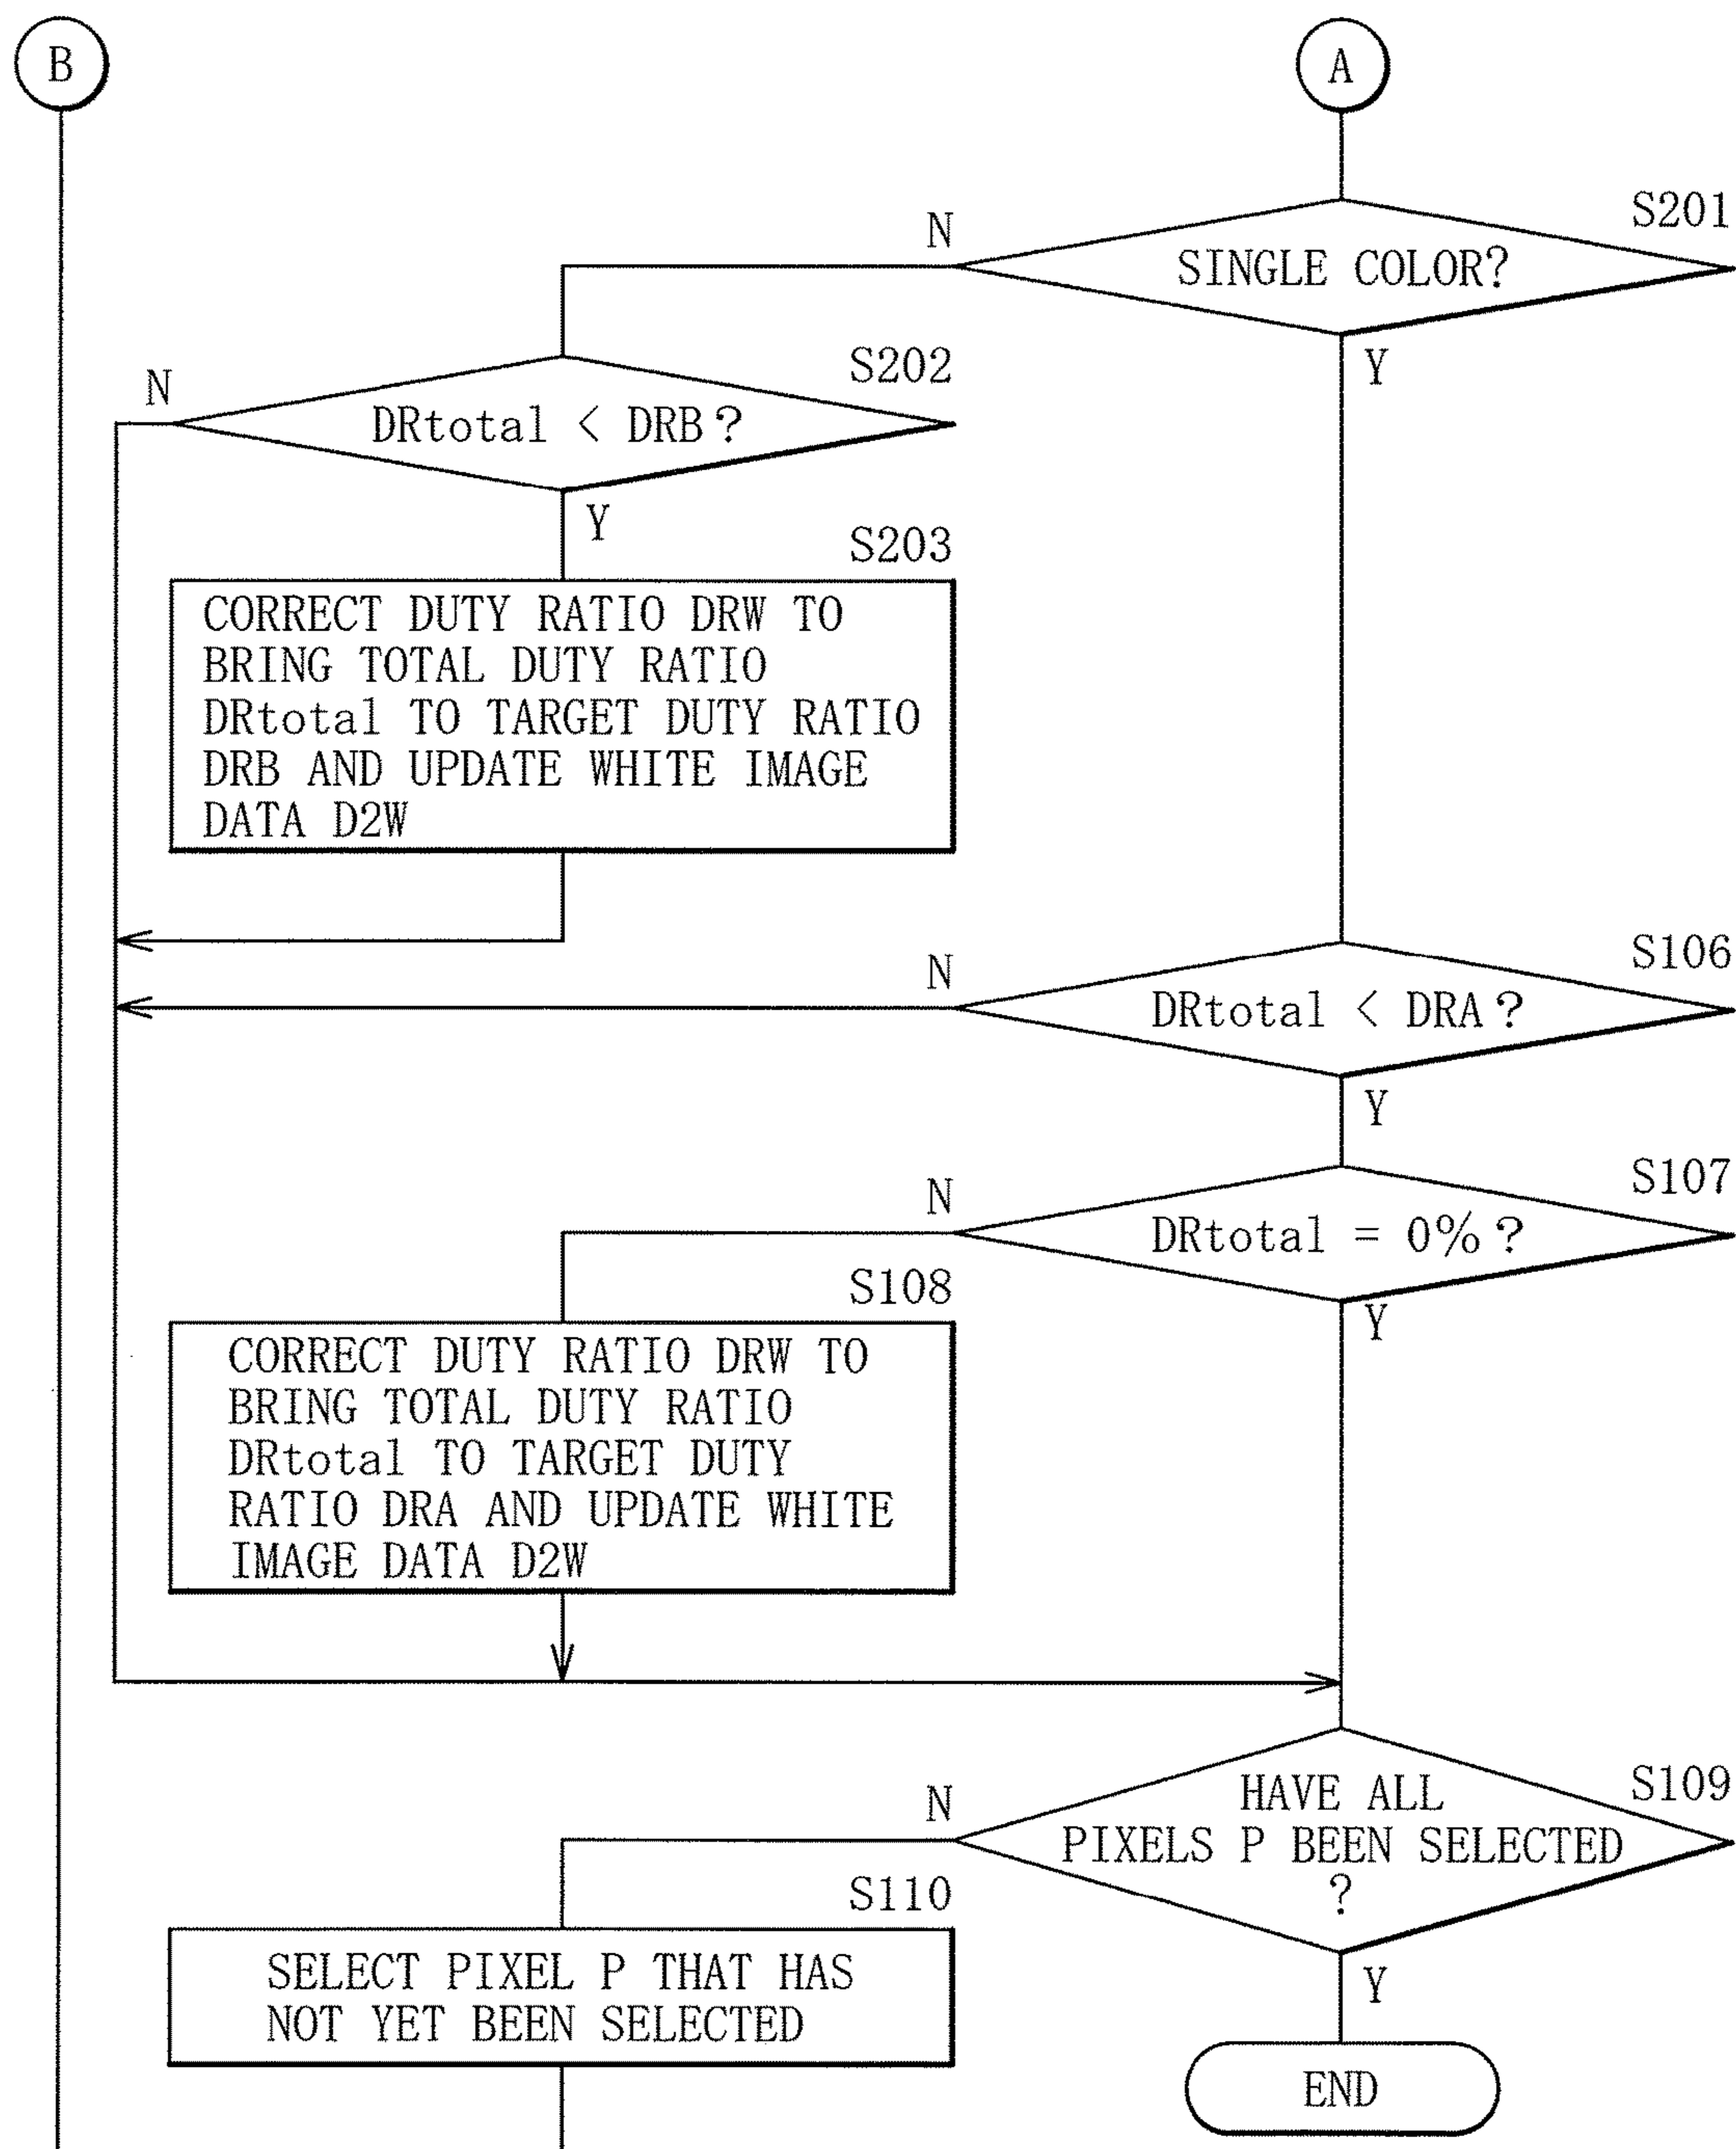 B
A
S201
N
SINGLE COLOR?
Y
S202
N
DRtotal < DRB?
Y
S203
CORRECT DUTY RATIO DRW TO
BRING TOTAL DUTY RATIO
DRtotal TO TARGET DUTY RATIO
DRB AND UPDATE WHITE IMAGE
DATA D2W
S106
N
DRtotal < DRA?
Y
S107
N
DRtotal = 0%?
Y
S108
CORRECT DUTY RATIO DRW TO
BRING TOTAL DUTY RATIO
DRtotal TO TARGET DUTY
RATIO DRA AND UPDATE WHITE
IMAGE DATA D2W
S109
N
HAVE ALL
PIXELS P BEEN SELECTED
?
Y
S110
SELECT PIXEL P THAT HAS
NOT YET BEEN SELECTED
END